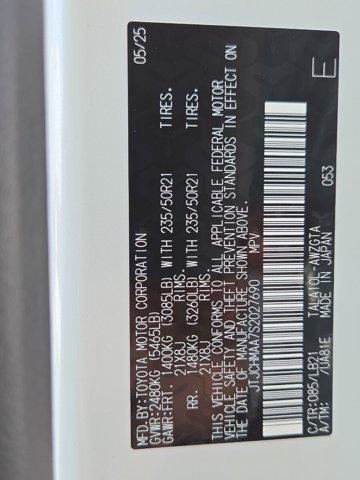 MFD.BY:TOYOTA MOTOR CORPORATION 05/25
GVWR:2480KG (5465LB)
GAWR:FRT. 1400KG (3085LB) WITH 235/50R21 TIRES.
21X8J RIMS.
RR. 1480KG (3260LB) WITH 235/50R21 TIRES.
21X8J RIMS.
THIS VEHICLE CONFORMS TO ALL APPLICABLE FEDERAL MOTOR
VEHICLE SAFETY AND THEFT PREVENTION STANDARDS IN EFFECT ON
THE DATE OF MANUFACTURE SHOWN ABOVE.
JTJCHMAA7S2027690 MPV
E
C/TR:085/LB21 TALA10L-AWZGTA 053
A/TM: /UA81E MADE IN JAPAN